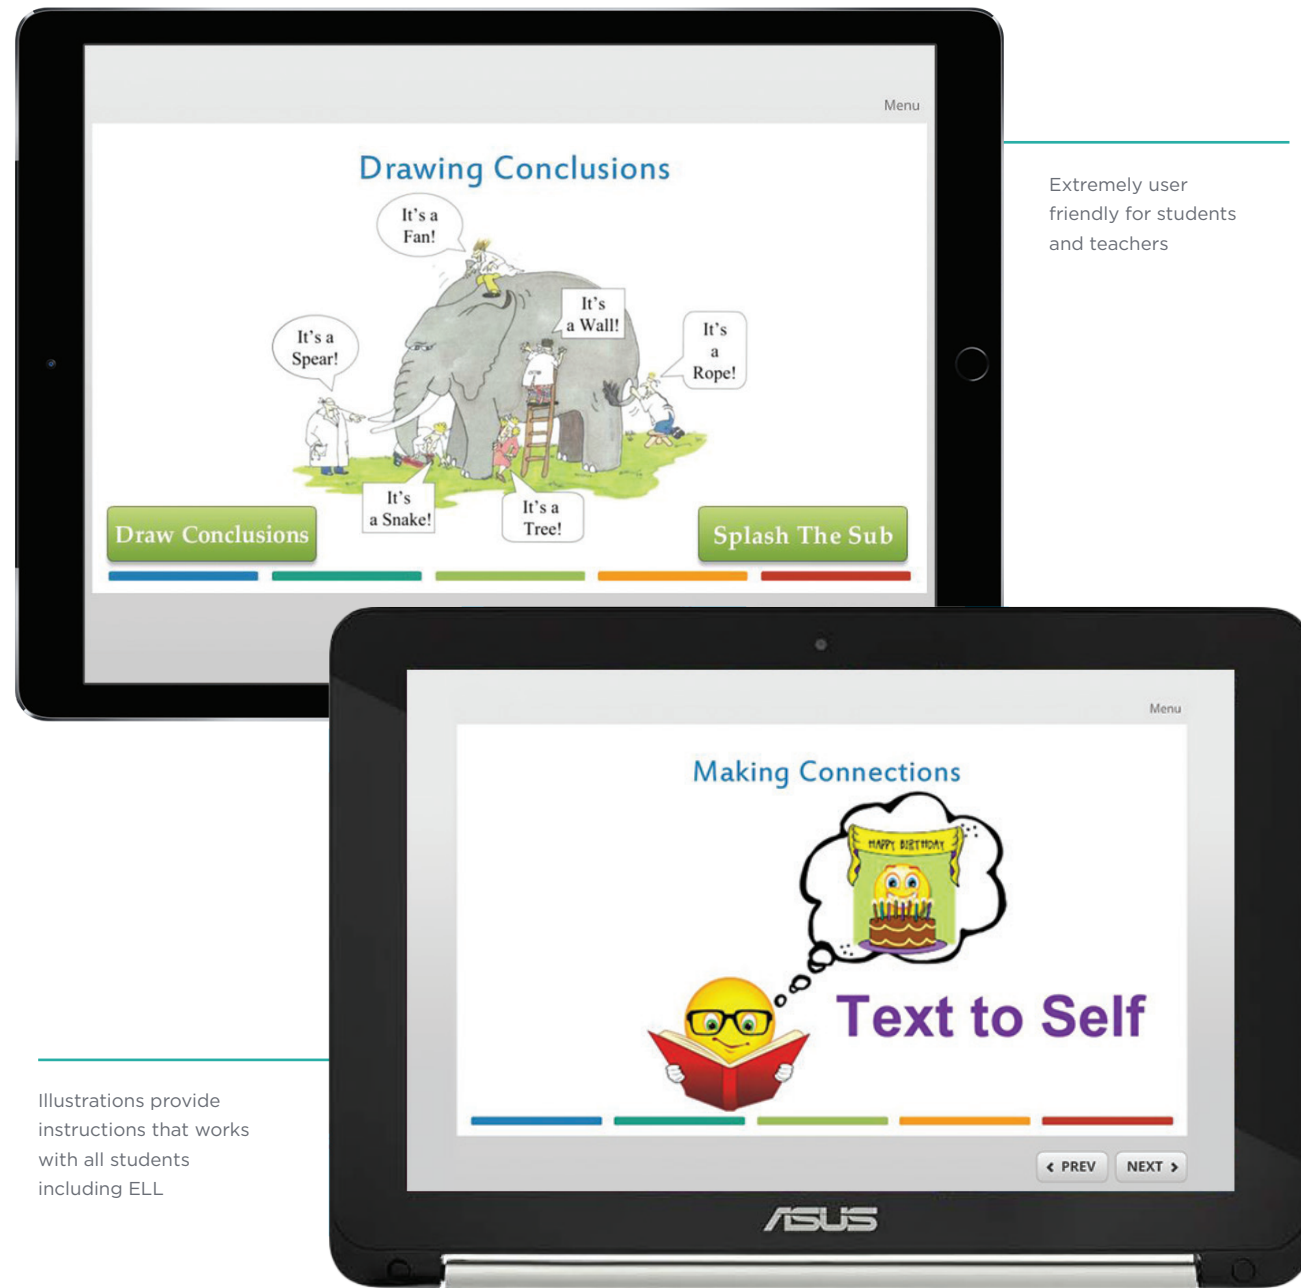 Menu
Drawing Conclusions
It's a
Fan!
It's
a Wall!
It's
a
Rope!
It's a
Spear!
It's
a Snake!
It's a
Tree!
Draw Conclusions
Splash The Sub
Extremely user
friendly for students
and teachers
Menu
Making Connections
HAPPY BIRTHDAY
Text to Self
PREV
NEXT
ASUS
Illustrations provide
instructions that works
with all students
including ELL